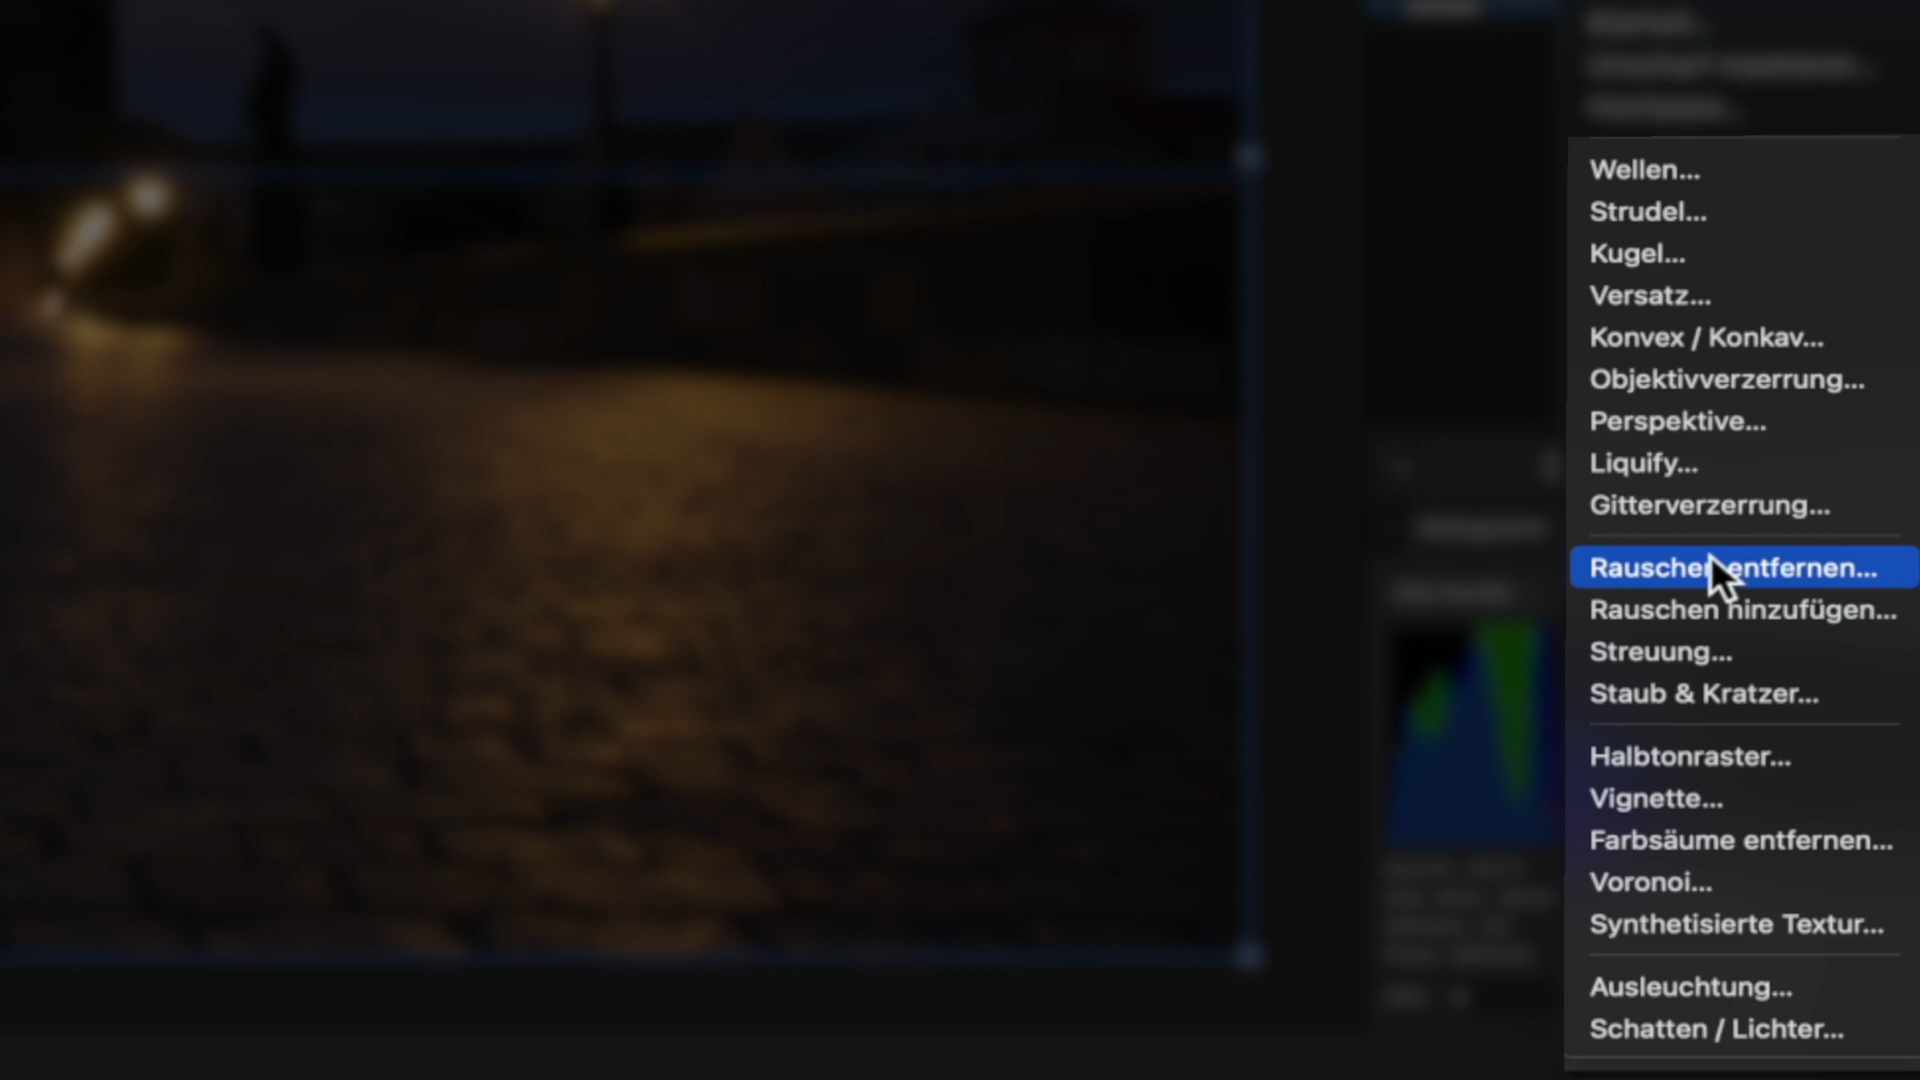 Wellen...
Strudel...
Kugel...
Versatz...
Konvex / Konkav...
Objektivverzerrung...
Perspektive...
Liquify...
Gitterverzerrung...
Rauschen entfernen...
Rauschen hinzufügen...
Streuung...
Staub & Kratzer...
Halbtonraster...
Vignette...
Farbsäume entfernen...
Voronoi...
Synthetisierte Textur...
Ausleuchtung...
Schatten / Lichter...